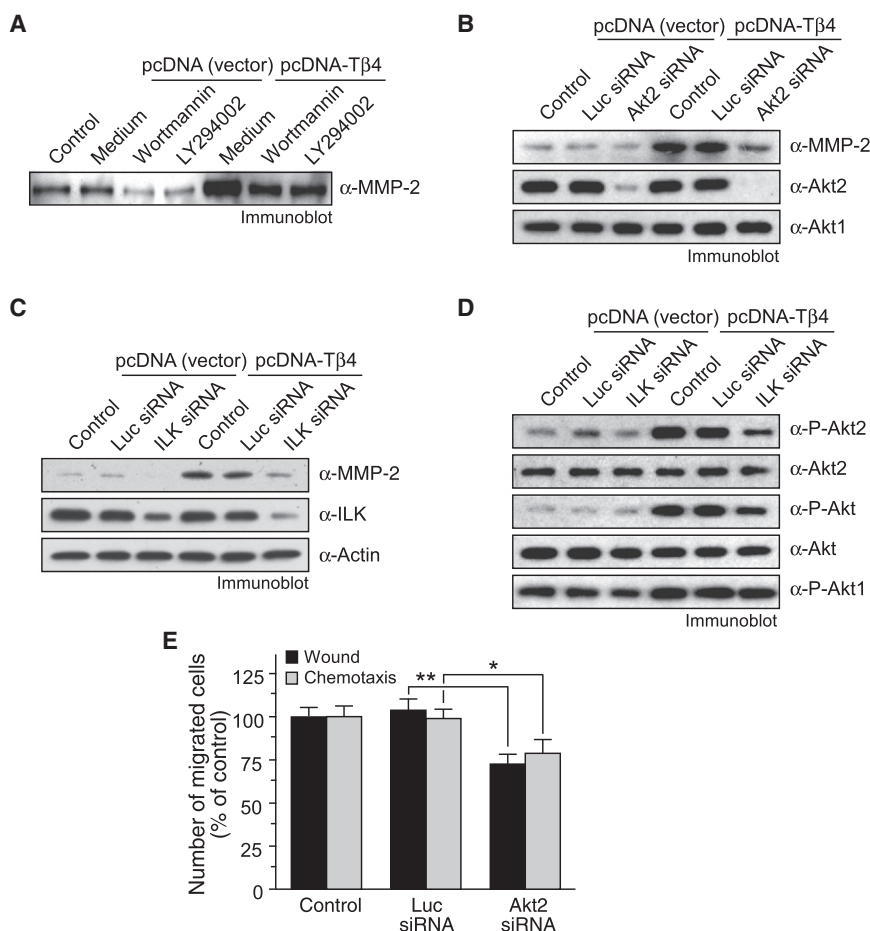 A
pcDNA (vector) pcDNA-Tβ4
Control Medium Wortmannin LY294002 Medium Wortmannin LY294002
α-MMP-2
Immunoblot
B
pcDNA (vector) pcDNA-Tβ4
Control Luc siRNA Akt2 siRNA Control Luc siRNA Akt2 siRNA
α-MMP-2
α-Akt2
α-Akt1
Immunoblot
C
pcDNA (vector) pcDNA-Tβ4
Control Luc siRNA ILK siRNA Control Luc siRNA ILK siRNA
α-MMP-2
α-ILK
α-Actin
Immunoblot
D
pcDNA (vector) pcDNA-Tβ4
Control Luc siRNA ILK siRNA Control Luc siRNA ILK siRNA
α-P-Akt2
α-Akt2
α-P-Akt
α-Akt
α-P-Akt1
Immunoblot
E
Number of migrated cells
(% of control)
Wound
Chemotaxis
** *
125
100
75
50
25
0
Control Luc siRNA Akt2 siRNA